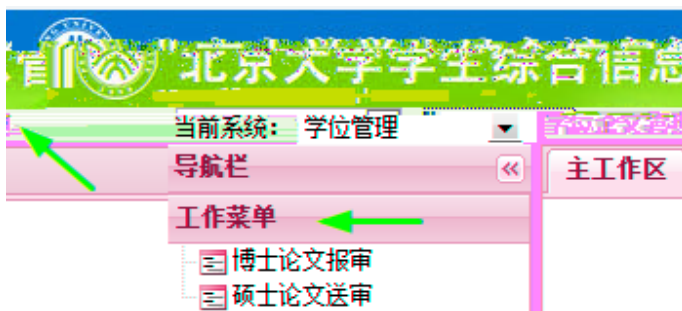 北京大学学生综合信息
当前系统： 学位管理
导航栏
主工作区
工作菜单
博士论文报审
硕士论文送审